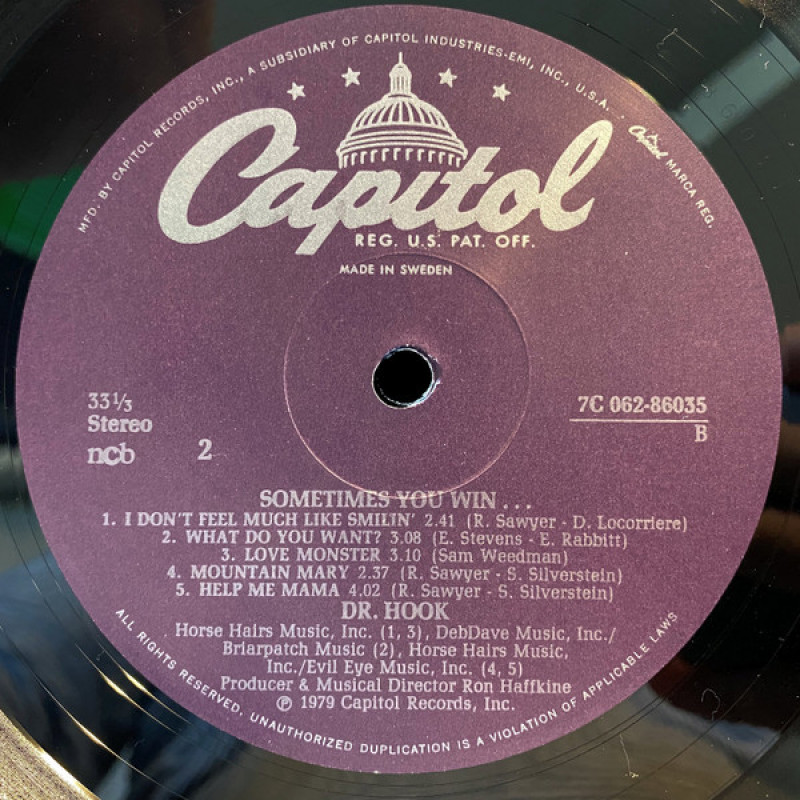 MFD. BY CAPITOL RECORDS, INC., A SUBSIDIARY OF CAPITOL INDUSTRIES-EMI, INC., U.S.A. . Capitol MARCA REG.
Capitol
REG. U.S. PAT. OFF.
MADE IN SWEDEN
33 1/3
Stereo
ncb
2
7C 062-86035
B
SOMETIMES YOU WIN . . .
1. I DON'T FEEL MUCH LIKE SMILIN' 2.41 (R. Sawyer - D. Locorriere)
2. WHAT DO YOU WANT? 3.08 (E. Stevens - E. Rabbitt)
3. LOVE MONSTER 3.10 (Sam Weedman)
4. MOUNTAIN MARY 2.37 (R. Sawyer - S. Silverstein)
5. HELP ME MAMA 4.02 (R. Sawyer - S. Silverstein)
DR. HOOK
Horse Hairs Music, Inc. (1, 3), DebDave Music, Inc./
Briarpatch Music (2), Horse Hairs Music,
Inc./Evil Eye Music, Inc. (4, 5)
Producer & Musical Director Ron Haffkine
℗ 1979 Capitol Records, Inc.
ALL RIGHTS RESERVED. UNAUTHORIZED DUPLICATION IS A VIOLATION OF APPLICABLE LAWS